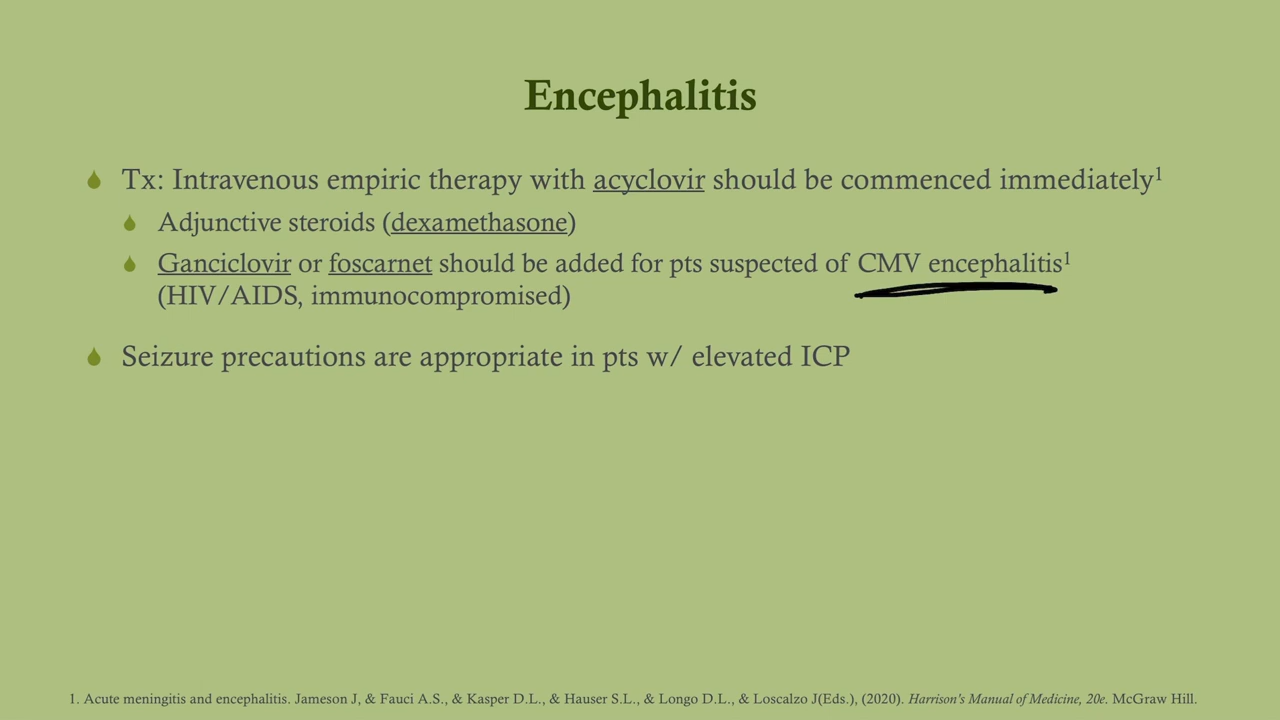 Encephalitis
Tx: Intravenous empiric therapy with acyclovir should be commenced immediately¹
Adjunctive steroids (dexamethasone)
Ganciclovir or foscarnet should be added for pts suspected of CMV encephalitis¹
(HIV/AIDS, immunocompromised)
Seizure precautions are appropriate in pts w/ elevated ICP
1. Acute meningitis and encephalitis. Jameson J, & Fauci A.S., & Kasper D.L., & Hauser S.L., & Longo D.L., & Loscalzo J(Eds.), (2020). Harrison's Manual of Medicine, 20e. McGraw Hill.